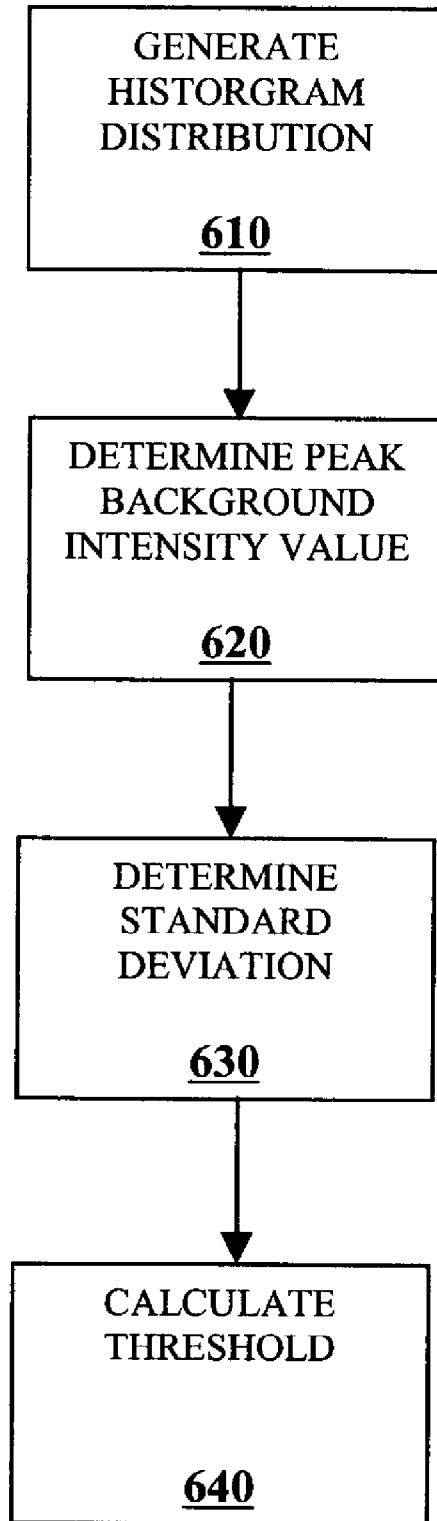 GENERATE
HISTORGRAM
DISTRIBUTION
610
DETERMINE PEAK
BACKGROUND
INTENSITY VALUE
620
DETERMINE
STANDARD
DEVIATION
630
CALCULATE
THRESHOLD
640